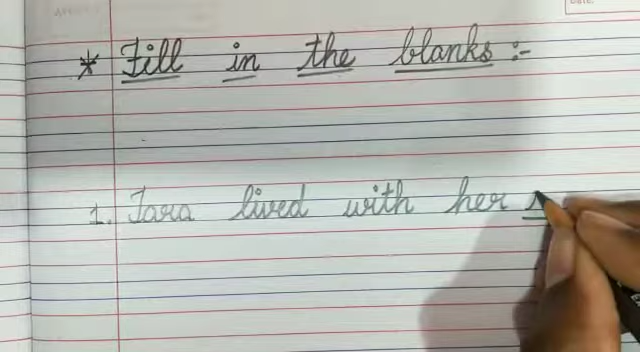 * Fill in the blanks :-
1. Tara lived with her